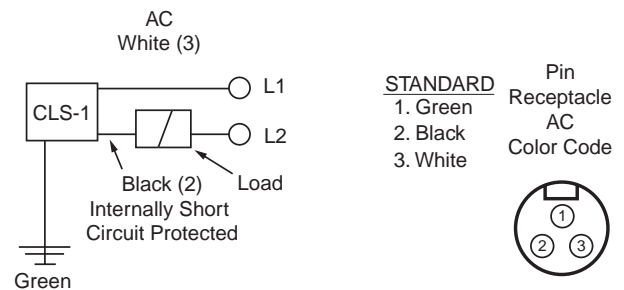 AC
White (3)
L1
CLS-1
L2
Black (2)
Load
Internally Short
Circuit Protected
Green
STANDARD
1. Green
2. Black
3. White
Pin
Receptacle
AC
Color Code
1
2
3